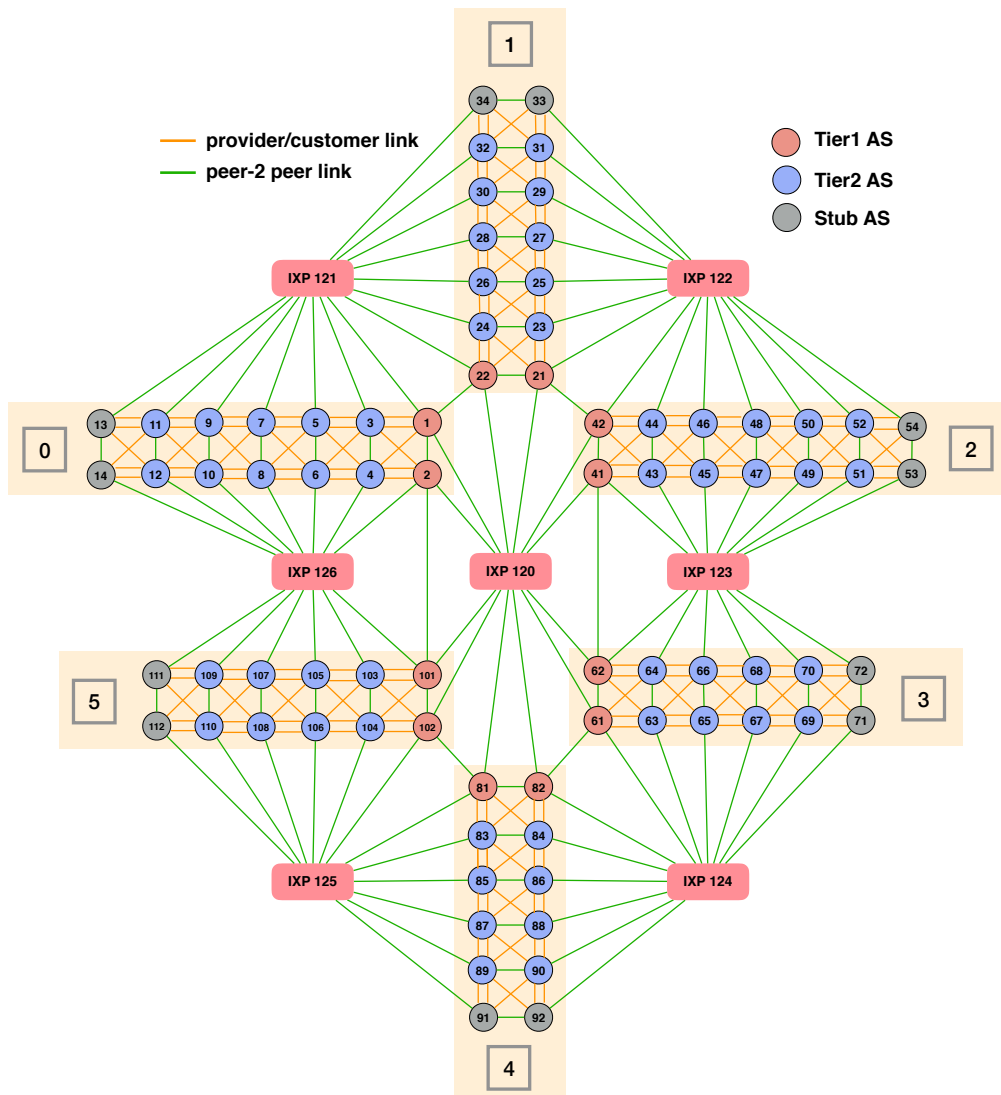 1
34 33
provider/customer link
Tier1 AS
32 31
peer-2 peer link
Tier2 AS
30 29
Stub AS
28 27
IXP 121
IXP 122
26 25
24 23
22 21
13 11 9 7 5 3 1
42 44 46 48 50 52 54
0
2
14 12 10 8 6 4 2
41 43 45 47 49 51 53
IXP 126
IXP 120
IXP 123
111 109 107 105 103 101
62 64 66 68 70 72
5
3
112 110 108 106 104 102
61 63 65 67 69 71
81 82
83 84
IXP 125
85 86
IXP 124
87 88
89 90
91 92
4